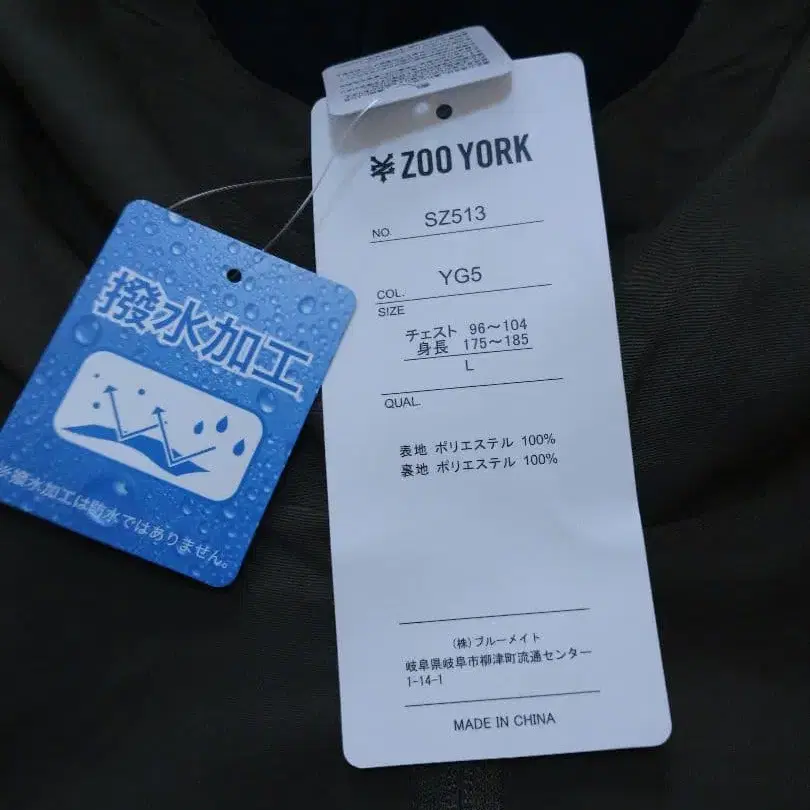 撥水加工
※撥水加工は防水ではありません。
ZOO YORK
NO. SZ513
COL. YG5
SIZE
チェスト 96～104
身長 175～185
L
QUAL.
表地 ポリエステル 100%
裏地 ポリエステル 100%
(株)ブルーメイト
岐阜県岐阜市柳津町流通センター
1-14-1
MADE IN CHINA